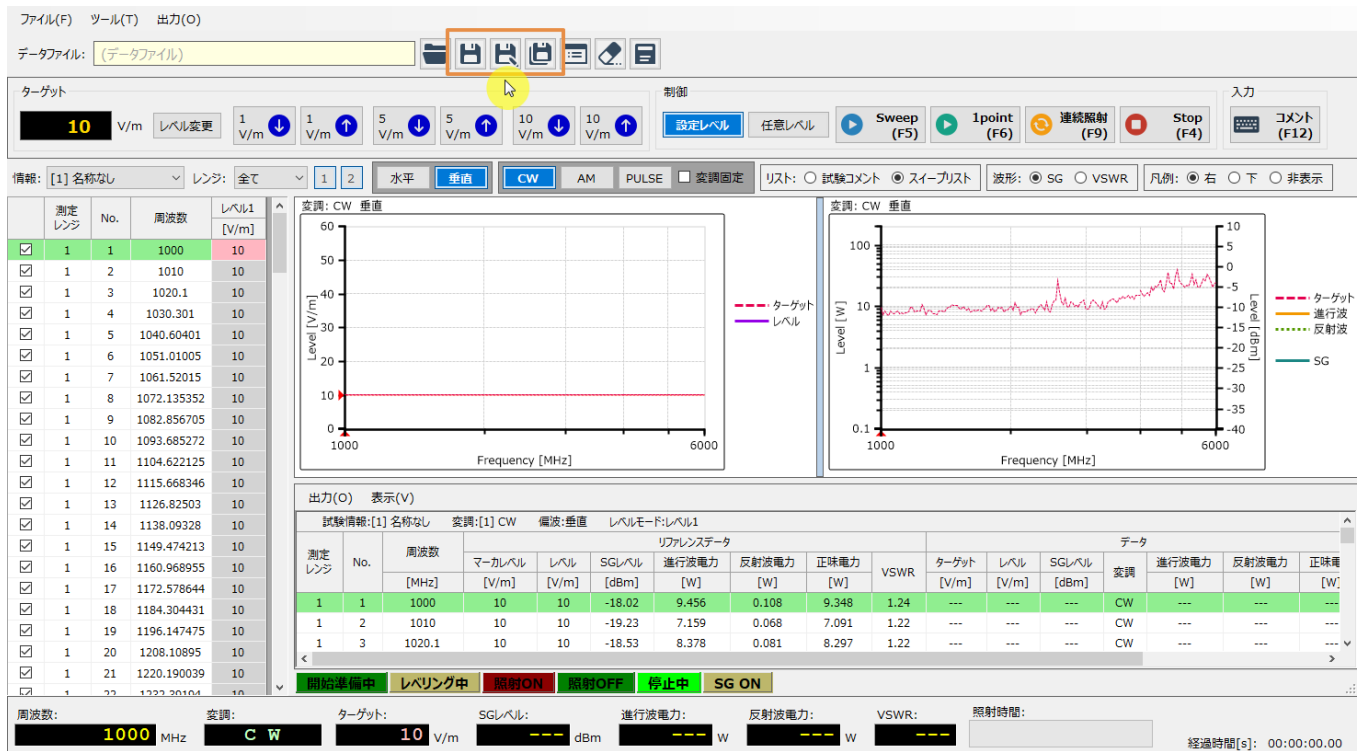 ファイル(F) ツール(T) 出力(O)
データファイル: (データファイル)
ターゲット 制御 入力
10 V/m レベル変更 1 V/m 1 V/m 5 V/m 5 V/m 10 V/m 10 V/m 設定レベル 任意レベル Sweep (F5) 1point (F6) 連続照射 (F9) Stop (F4) コメント (F12)
情報: [1] 名称なし レンジ: 全て 1 2 水平 垂直 CW AM PULSE 変調固定 リスト: 試験コメント スイープリスト 波形: SG VSWR 凡例: 右 下 非表示
測定レンジ No. 周波数 レベル1 [V/m]
1 1 1000 10
1 2 1010 10
1 3 1020.1 10
1 4 1030.301 10
1 5 1040.60401 10
1 6 1051.01005 10
1 7 1061.52015 10
1 8 1072.135352 10
1 9 1082.856705 10
1 10 1093.685272 10
1 11 1104.622125 10
1 12 1115.668346 10
1 13 1126.82503 10
1 14 1138.09328 10
1 15 1149.474213 10
1 16 1160.968955 10
1 17 1172.578644 10
1 18 1184.304431 10
1 19 1196.147475 10
1 20 1208.10895 10
1 21 1220.190039 10
変調: CW 垂直
60
50
40
30
20
10
0
Level [V/m]
1000 6000
Frequency [MHz]
ターゲット
レベル
変調: CW 垂直
100
10
1
0.1
Level [W]
10
5
0
-5
-10
-15
-20
-25
-30
-35
-40
Level [dBm]
1000 6000
Frequency [MHz]
ターゲット
進行波
反射波
SG
出力(O) 表示(V)
試験情報:[1] 名称なし 変調:[1] CW 偏波:垂直 レベルモード:レベル1
リファレンスデータ データ
測定レンジ No. 周波数 マーカレベル レベル SGレベル 進行波電力 反射波電力 正味電力 VSWR ターゲット レベル SGレベル 変調 進行波電力 反射波電力
[MHz] [V/m] [V/m] [dBm] [W] [W] [W] [V/m] [V/m] [dBm] [W] [W]
1 1 1000 10 10 -18.02 9.456 0.108 9.348 1.24 --- --- --- CW --- --- ---
1 2 1010 10 10 -19.23 7.159 0.068 7.091 1.22 --- --- --- CW --- --- ---
1 3 1020.1 10 10 -18.53 8.378 0.081 8.297 1.22 --- --- --- CW --- --- ---
開始準備中 レベリング中 照射ON 照射OFF 停止中 SG ON
周波数: 変調: ターゲット: SGレベル: 進行波電力: 反射波電力: VSWR: 照射時間:
1000 MHz C W 10 V/m --- dBm --- W --- W --- 経過時間[s]: 00:00:00.00